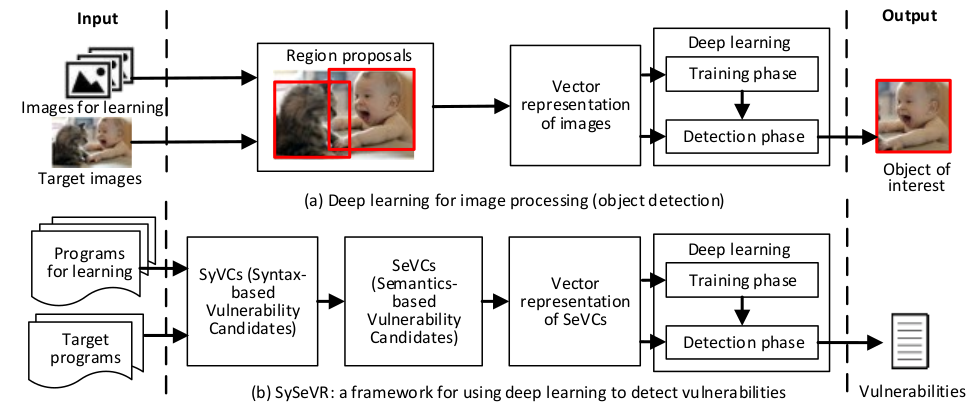 Input
Output
Region proposals
Deep learning
Training phase
Detection phase
Vector
representation
of images
Images for learning
Target images
Object of
interest
(a) Deep learning for image processing (object detection)
Programs
for learning
Target
programs
SyVCs (Syntax-
based
Vulnerability
Candidates)
SeVCs
(Semantics-
based
Vulnerability
Candidates)
Vector
representation
of SeVCs
Deep learning
Training phase
Detection phase
Vulnerabilities
(b) SySeVR: a framework for using deep learning to detect vulnerabilities